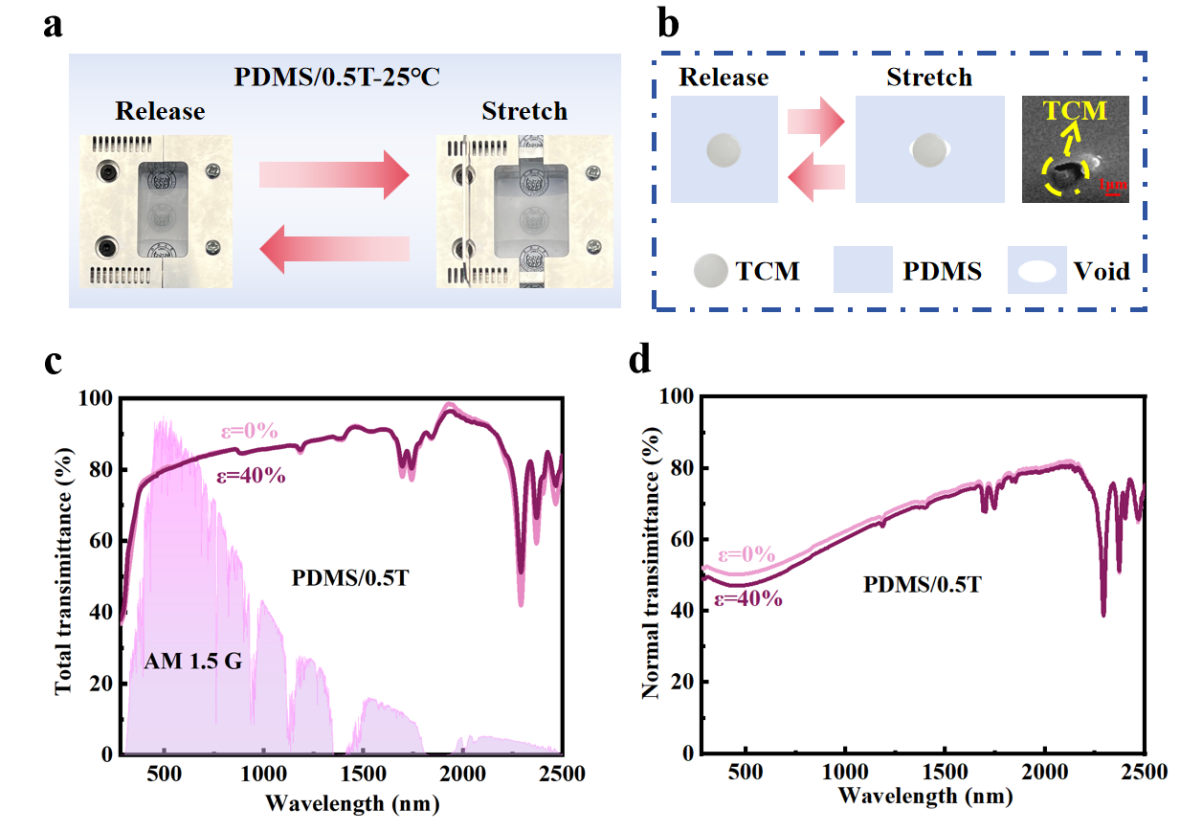 a
PDMS/0.5T-25℃
Release
Stretch
b
Release
Stretch
TCM
1μm
TCM
PDMS
Void
c
Total transimittance (%)
100
80
60
40
20
0
ε=0%
ε=40%
PDMS/0.5T
AM 1.5 G
500
1000
1500
2000
2500
Wavelength (nm)
d
Normal transmittance (%)
100
80
60
40
20
0
ε=0%
ε=40%
PDMS/0.5T
500
1000
1500
2000
2500
Wavelength (nm)